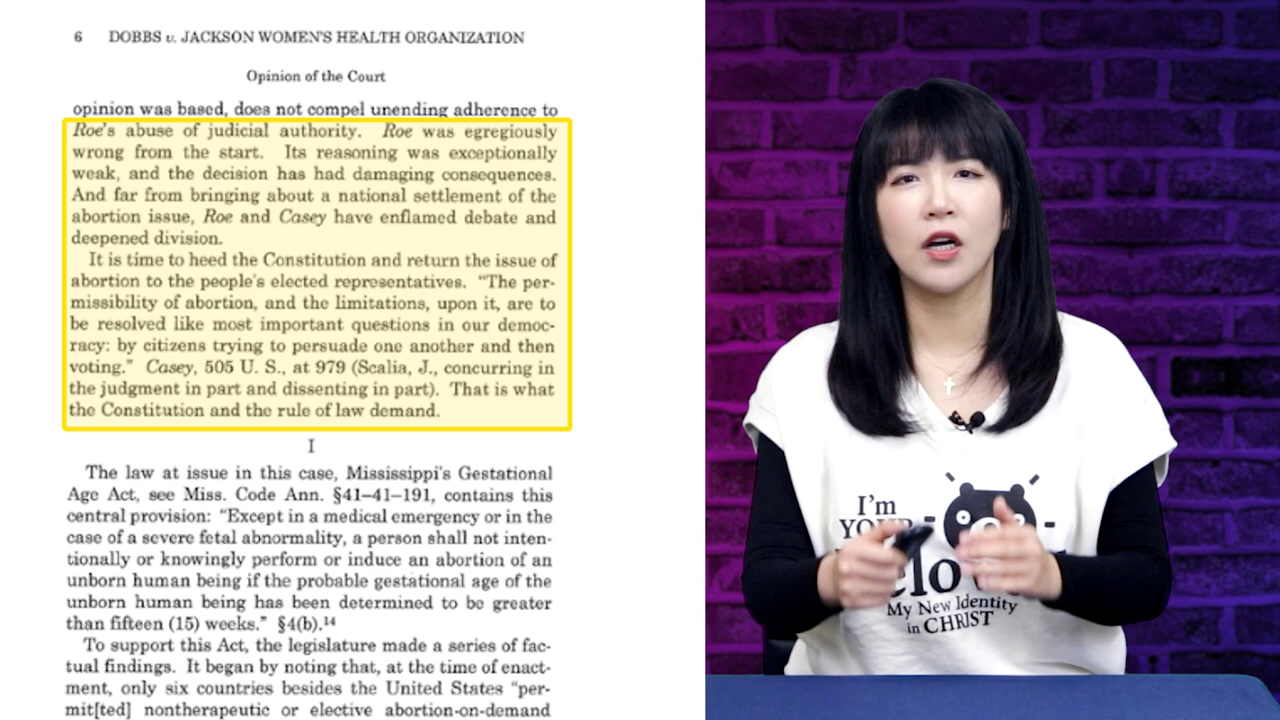 6 DOBBS v. JACKSON WOMEN'S HEALTH ORGANIZATION
Opinion of the Court
opinion was based, does not compel unending adherence to
Roe's abuse of judicial authority. Roe was egregiously
wrong from the start. Its reasoning was exceptionally
weak, and the decision has had damaging consequences.
And far from bringing about a national settlement of the
abortion issue, Roe and Casey have enflamed debate and
deepened division.
It is time to heed the Constitution and return the issue of
abortion to the people's elected representatives. “The per-
missibility of abortion, and the limitations, upon it, are to
be resolved like most important questions in our democ-
racy: by citizens trying to persuade one another and then
voting.” Casey, 505 U. S., at 979 (Scalia, J., concurring in
the judgment in part and dissenting in part). That is what
the Constitution and the rule of law demand.
I
The law at issue in this case, Mississippi's Gestational
Age Act, see Miss. Code Ann. §41–41–191, contains this
central provision: “Except in a medical emergency or in the
case of a severe fetal abnormality, a person shall not inten-
tionally or knowingly perform or induce an abortion of an
unborn human being if the probable gestational age of the
unborn human being has been determined to be greater
than fifteen (15) weeks.” §4(b).14
To support this Act, the legislature made a series of fac-
tual findings. It began by noting that, at the time of enact-
ment, only six countries besides the United States “per-
mit[ted] nontherapeutic or elective abortion-on-demand
I'm
My New Identity
in CHRIST